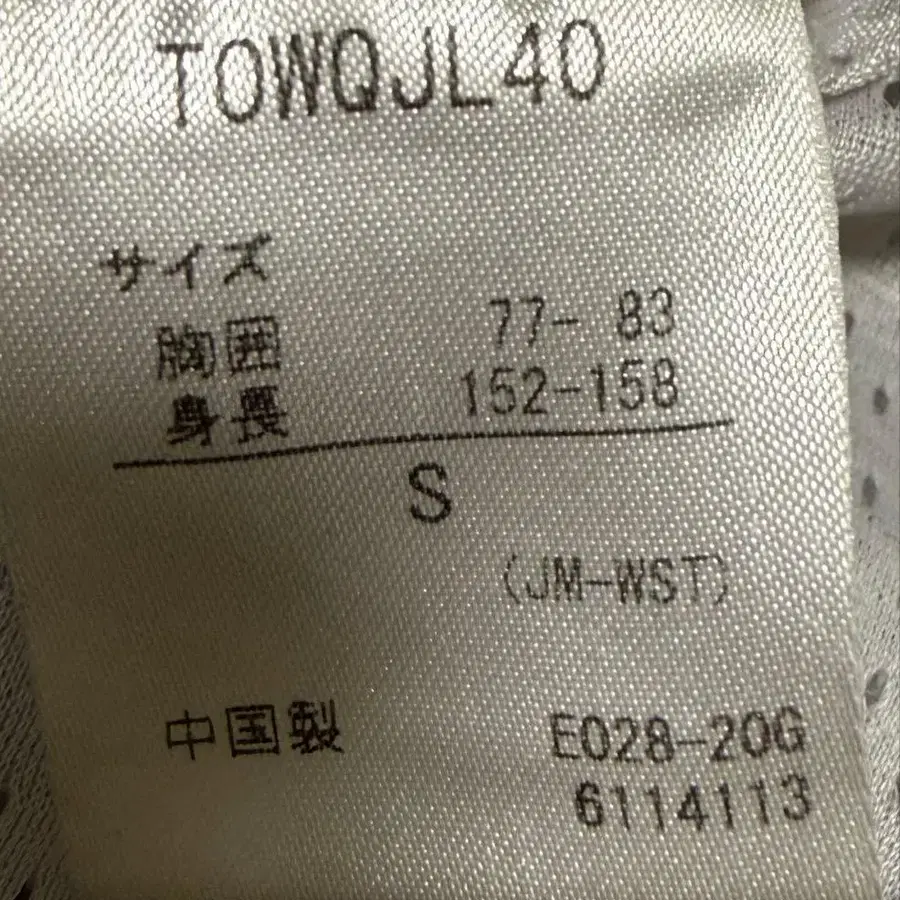 TOWQJL40
サイズ
胸囲 77-83
身長 152-158
S
(JM-WST)
中国製 E028-20G
6114113